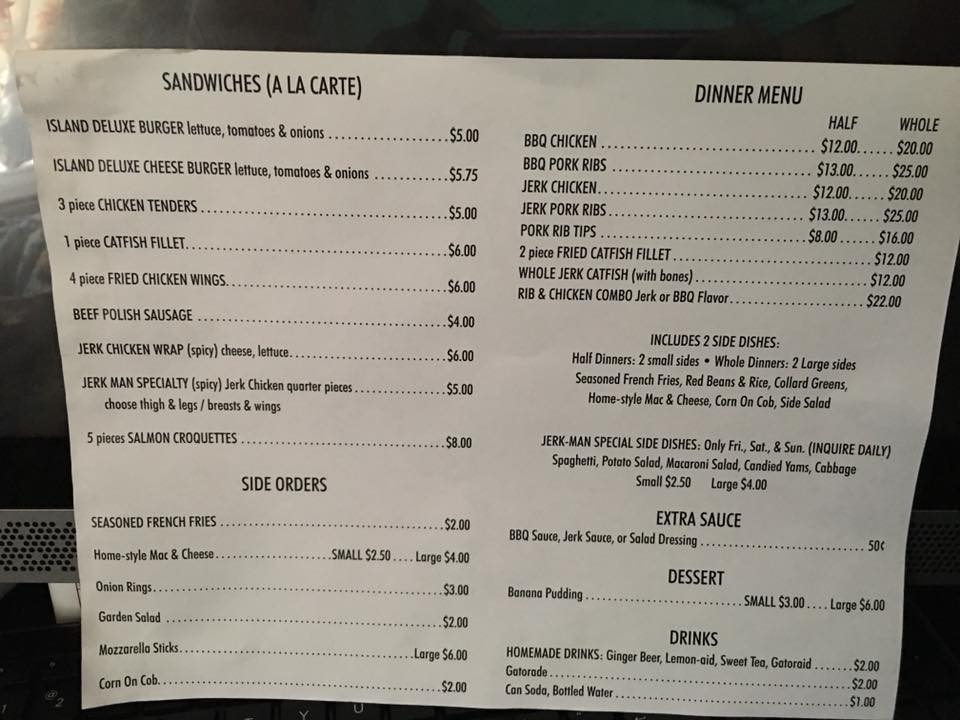 SANDWICHES (A LA CARTE)
ISLAND DELUXE BURGER lettuce, tomatoes & onions ..................$5.00
ISLAND DELUXE CHEESE BURGER lettuce, tomatoes & onions ...........$5.75
3 piece CHICKEN TENDERS ..................$5.00
1 piece CATFISH FILLET..................$6.00
4 piece FRIED CHICKEN WINGS..................$6.00
BEEF POLISH SAUSAGE ..................$4.00
JERK CHICKEN WRAP (spicy) cheese, lettuce..................$6.00
JERK MAN SPECIALTY (spicy) Jerk Chicken quarter pieces ..............$5.00
choose thigh & legs / breasts & wings
5 pieces SALMON CROQUETTES ..................$8.00
SIDE ORDERS
SEASONED FRENCH FRIES ..................$2.00
Home-style Mac & Cheese..................SMALL $2.50 .... Large $4.00
Onion Rings..................$3.00
Garden Salad ..................$2.00
Mozzarella Sticks..................Large $6.00
Corn On Cob..................$2.00
DINNER MENU
HALF WHOLE
BBQ CHICKEN ..................$12.00...... $20.00
BBQ PORK RIBS ..................$13.00...... $25.00
JERK CHICKEN..................$12.00...... $20.00
JERK PORK RIBS..................$13.00...... $25.00
PORK RIB TIPS ..................$8.00 ...... $16.00
2 piece FRIED CATFISH FILLET..................$12.00
WHOLE JERK CATFISH (with bones)..................$12.00
RIB & CHICKEN COMBO Jerk or BBQ Flavor..................$22.00
INCLUDES 2 SIDE DISHES:
Half Dinners: 2 small sides • Whole Dinners: 2 Large sides
Seasoned French Fries, Red Beans & Rice, Collard Greens,
Home-style Mac & Cheese, Corn On Cob, Side Salad
JERK-MAN SPECIAL SIDE DISHES: Only Fri., Sat., & Sun. (INQUIRE DAILY)
Spaghetti, Potato Salad, Macaroni Salad, Candied Yams, Cabbage
Small $2.50 Large $4.00
EXTRA SAUCE
BBQ Sauce, Jerk Sauce, or Salad Dressing .................. 50¢
DESSERT
Banana Pudding ..................SMALL $3.00 .... Large $6.00
DRINKS
HOMEMADE DRINKS: Ginger Beer, Lemon-aid, Sweet Tea, Gatoraid .......$2.00
Gatorade ..................$2.00
Can Soda, Bottled Water ..................$1.00
1
@
2
Y
U